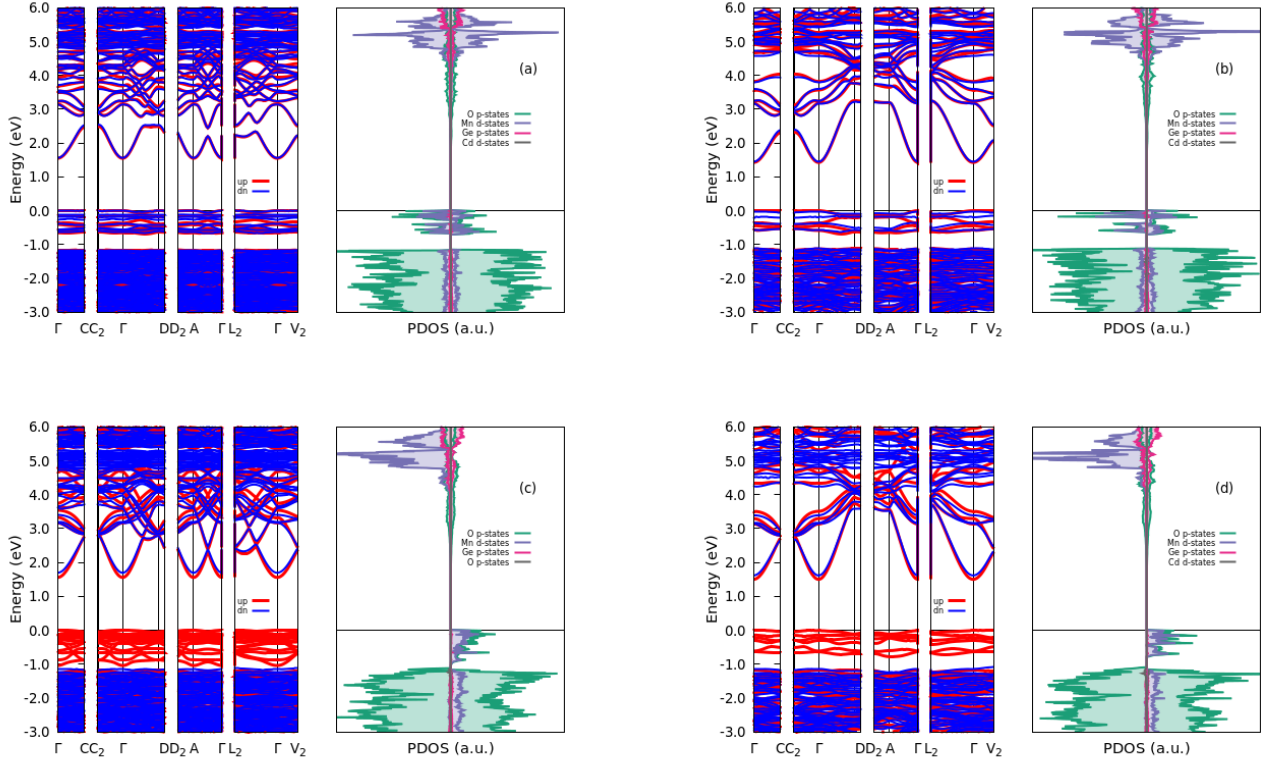 6.0
5.0
4.0
3.0
2.0
1.0
0.0
-1.0
-2.0
-3.0
Energy (eV)
up
dn
Γ CC2 Γ DD2 A Γ L2 Γ V2
(a)
O p-states
Mn d-states
Ge p-states
Cd d-states
PDOS (a.u.)
6.0
5.0
4.0
3.0
2.0
1.0
0.0
-1.0
-2.0
-3.0
Energy (eV)
up
dn
Γ CC2 Γ DD2 A Γ L2 Γ V2
(b)
O p-states
Mn d-states
Ge p-states
Cd d-states
PDOS (a.u.)
6.0
5.0
4.0
3.0
2.0
1.0
0.0
-1.0
-2.0
-3.0
Energy (eV)
up
dn
Γ CC2 Γ DD2 A Γ L2 Γ V2
(c)
O p-states
Mn d-states
Ge p-states
O p-states
PDOS (a.u.)
6.0
5.0
4.0
3.0
2.0
1.0
0.0
-1.0
-2.0
-3.0
Energy (eV)
up
dn
Γ CC2 Γ DD2 A Γ L2 Γ V2
(d)
O p-states
Mn d-states
Ge p-states
Cd d-states
PDOS (a.u.)